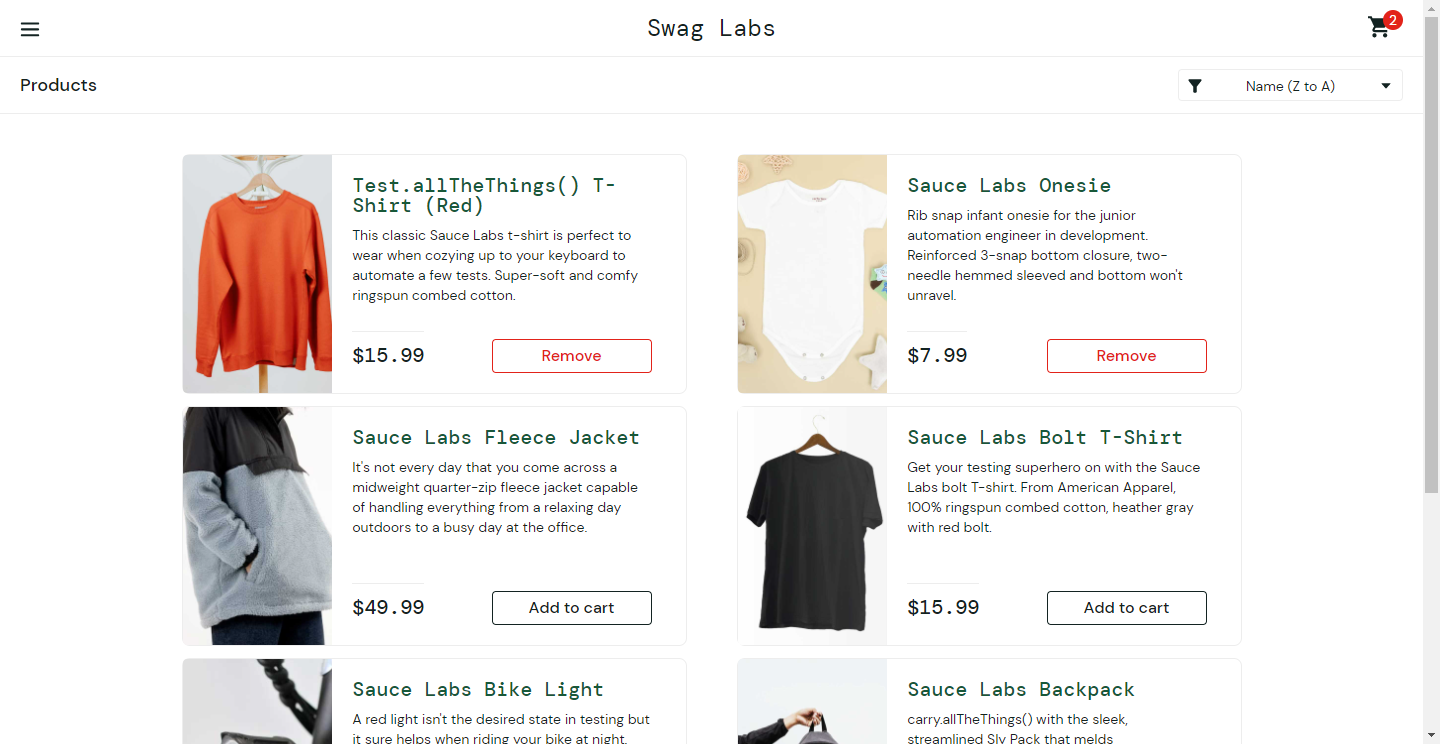 Swag Labs
2
Products
Name (Z to A)
Test.allTheThings() T-
Shirt (Red)
This classic Sauce Labs t-shirt is perfect to
wear when cozying up to your keyboard to
automate a few tests. Super-soft and comfy
ringspun combed cotton.
$15.99
Remove
Sauce Labs Onesie
Rib snap infant onesie for the junior
automation engineer in development.
Reinforced 3-snap bottom closure, two-
needle hemmed sleeved and bottom won't
unravel.
$7.99
Remove
Sauce Labs Fleece Jacket
It's not every day that you come across a
midweight quarter-zip fleece jacket capable
of handling everything from a relaxing day
outdoors to a busy day at the office.
$49.99
Add to cart
Sauce Labs Bolt T-Shirt
Get your testing superhero on with the Sauce
Labs bolt T-shirt. From American Apparel,
100% ringspun combed cotton, heather gray
with red bolt.
$15.99
Add to cart
Sauce Labs Bike Light
A red light isn't the desired state in testing but
it sure helps when riding your bike at night.
Sauce Labs Backpack
carry.allTheThings() with the sleek,
streamlined Sly Pack that melds